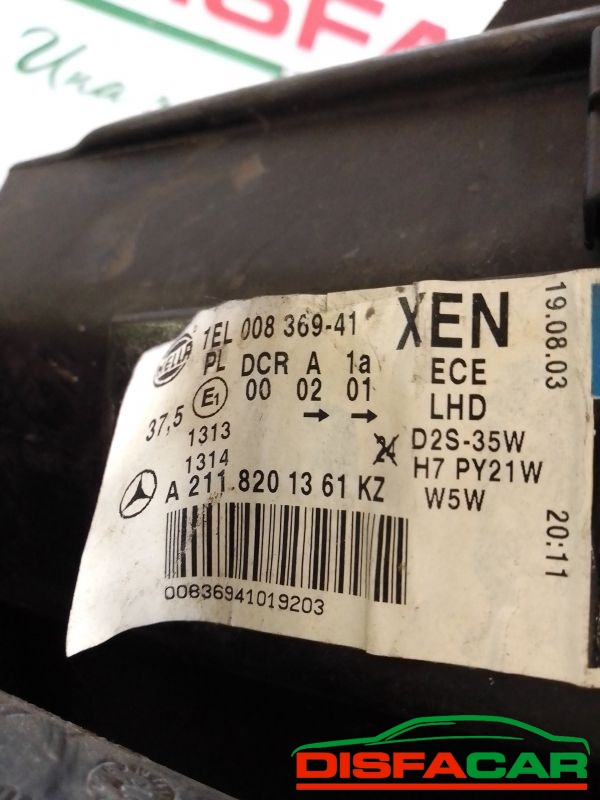 ISFA
Una
HELLA
1EL 008 369-41
XEN
PL DCR A 1a
ECE
E1
00 02 01
→ →
LHD
37,5
1313
1314
24
D2S-35W
H7 PY21W
W5W
A 211 820 13 61 KZ
00836941019203
19.08.03
20:11
DISFACAR